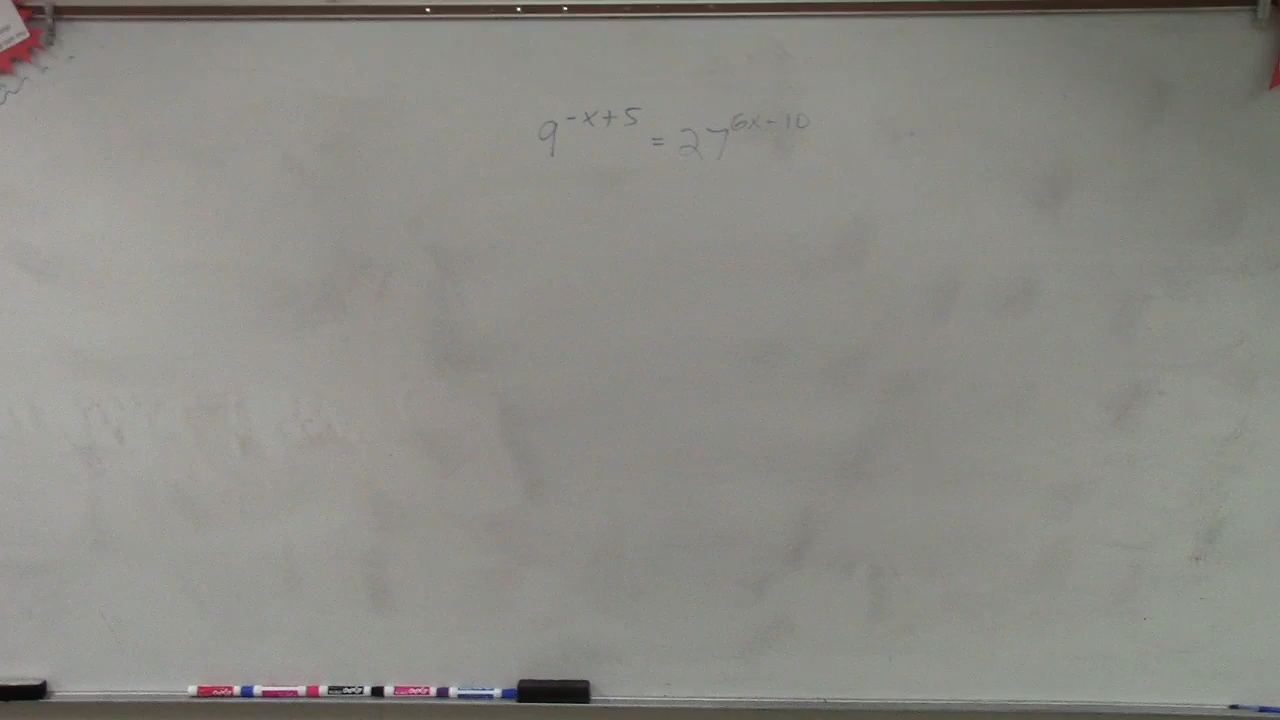 9^{-x+5} = 27^{6x-10}